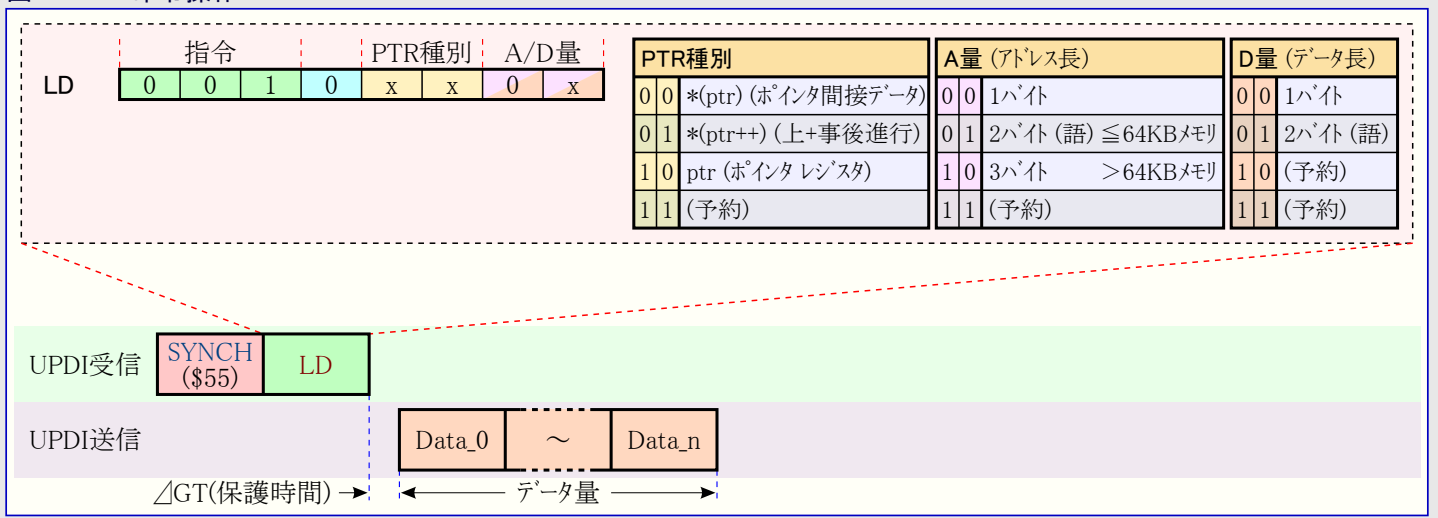 指令 PTR種別 A/D量
LD 0 0 1 0 x x 0 x
PTR種別
0 0 *(ptr) (ポインタ間接データ)
0 1 *(ptr++) (上+事後進行)
1 0 ptr (ポインタ レジスタ)
1 1 (予約)
A量 (アドレス長)
0 0 1バイト
0 1 2バイト (語) ≦64KBメモリ
1 0 3バイト >64KBメモリ
1 1 (予約)
D量 (データ長)
0 0 1バイト
0 1 2バイト (語)
1 0 (予約)
1 1 (予約)
UPDI受信 SYNCH
($55)
LD
UPDI送信 Data_0 ～ Data_n
⊿GT(保護時間) データ量